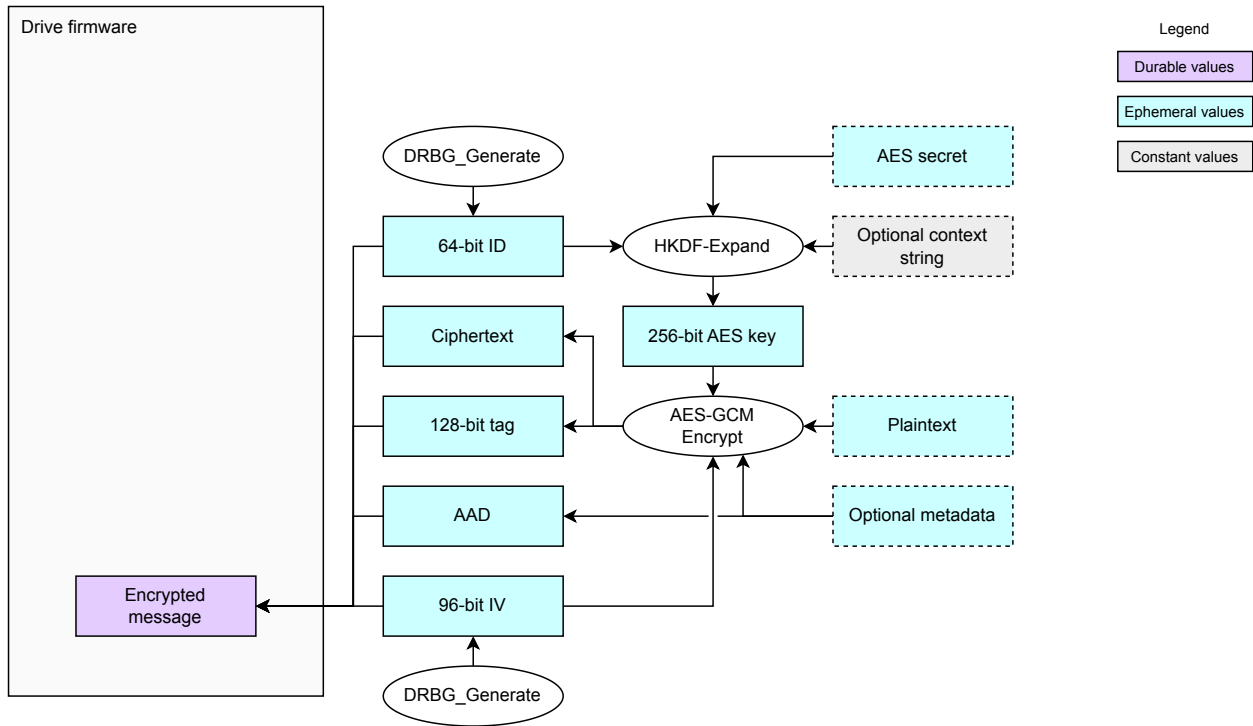 Drive firmware
Legend
Durable values
Ephemeral values
Constant values
DRBG_Generate
AES secret
64-bit ID
HKDF-Expand
Optional context
string
Ciphertext
256-bit AES key
128-bit tag
AES-GCM
Encrypt
Plaintext
AAD
Optional metadata
Encrypted
message
96-bit IV
DRBG_Generate